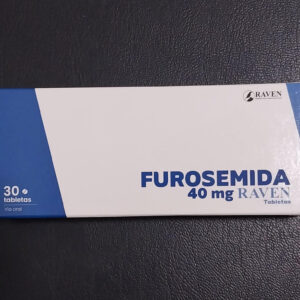 RAVEN
FUROSEMIDA
40 mg RAVEN
Tabletas
30
tabletas
vía oral